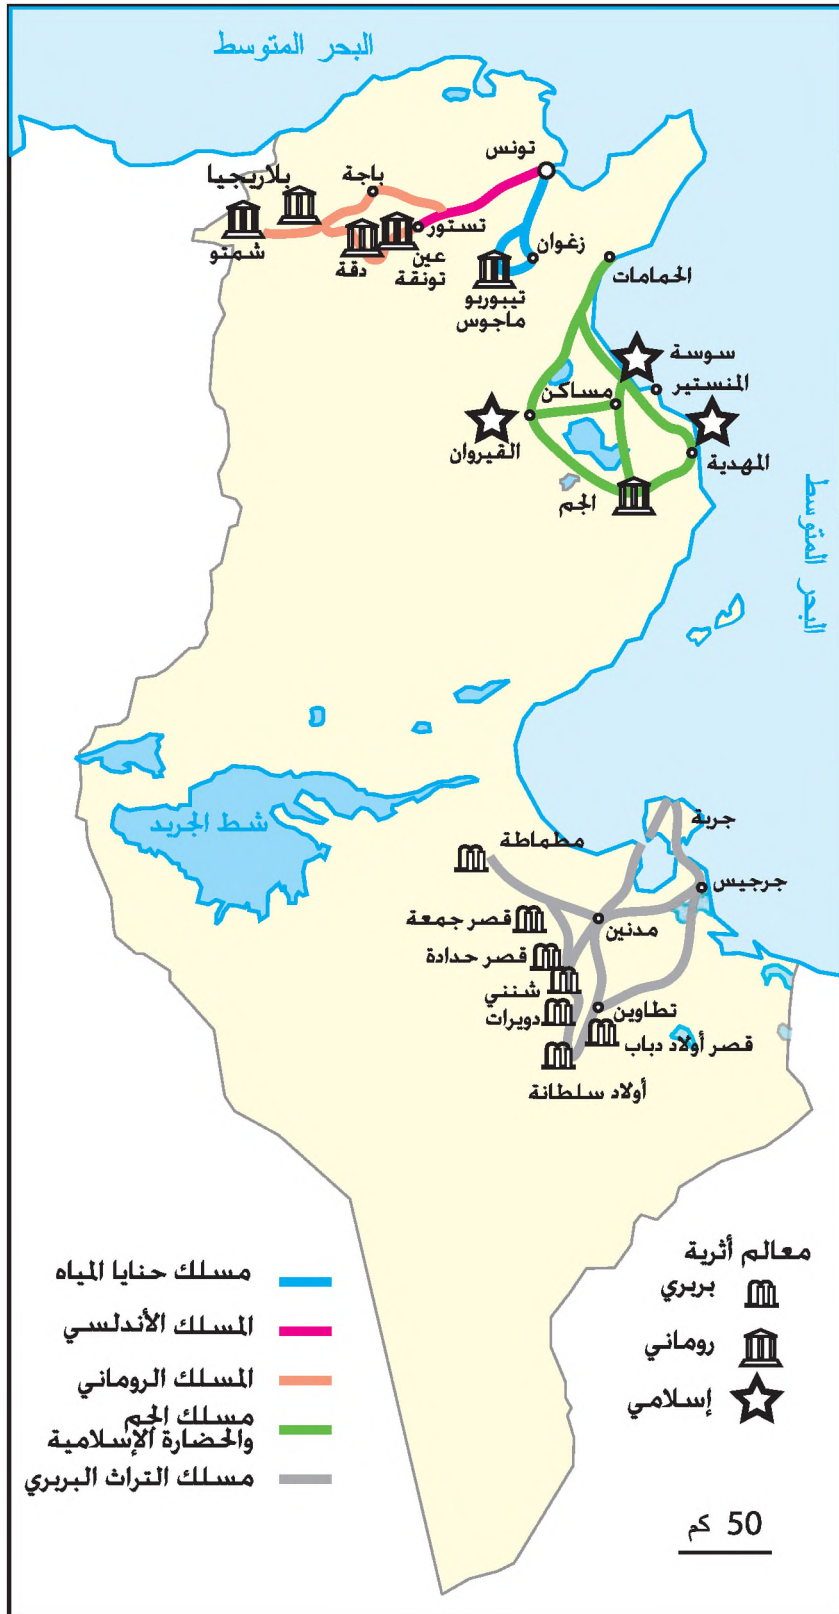 البحر المتوسط
تونس
باجة
بلاريجيا
تستور
زغوان
شمتو
دقة
عين
تونقة
تيبوربو
ماجوس
الحمامات
سوسة
المنستير
مساكن
القيروان
المهدية
الجم
البحر المتوسط
شط الجريد
جربة
مطماطة
جرجيس
قصر جمعة
مدنين
قصر حدادة
شنني
دويرات
تطاوين
قصر أولاد دباب
أولاد سلطانة
معالم أثرية
بربري
روماني
إسلامي
مسلك حنايا المياه
المسلك الأندلسي
المسلك الروماني
مسلك الجم
والحضارة الإسلامية
مسلك التراث البربري
50 كم